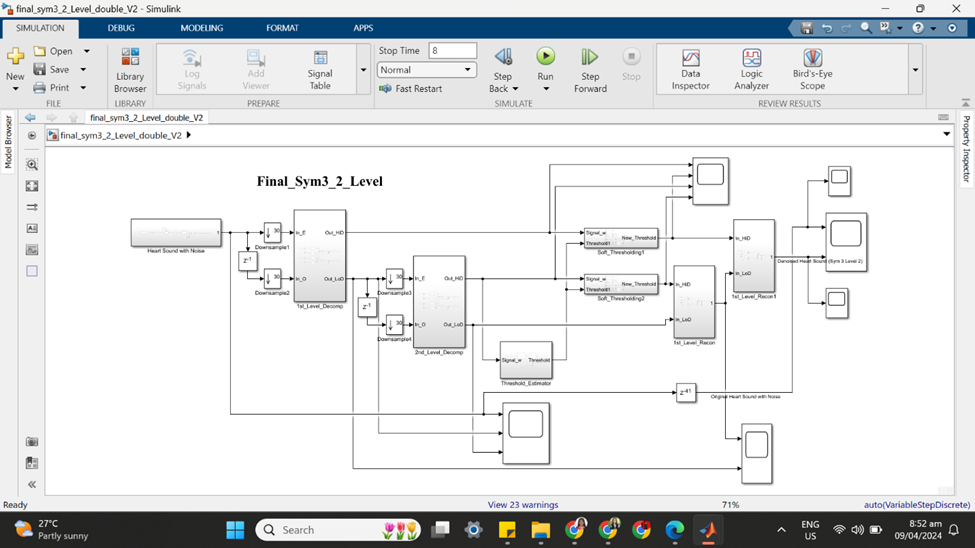 final_sym3_2_Level_double_V2 - Simulink
SIMULATION DEBUG MODELING FORMAT APPS
New
Open
Save
Print
FILE
Library
Browser
LIBRARY
Log
Signals
Add
Viewer
Signal
Table
PREPARE
Stop Time 8
Normal
Fast Restart
Step
Back
Run
Step
Forward
Stop
SIMULATE
Data
Inspector
Logic
Analyzer
Bird's-Eye
Scope
REVIEW RESULTS
Model Browser
Property Inspector
final_sym3_2_Level_double_V2
final_sym3_2_Level_double_V2
Final_Sym3_2_Level
1
Heart Sound with Noise
30
Downsample1
z-1
30
Downsample2
In_E Out_HiD
In_O Out_LoD
1st_Level_Decomp
30
Downsample3
z-1
30
Downsample4
In_E Out_HiD
In_O Out_LoD
2nd_Level_Decomp
Signal_w New_Threshold
Threshold1
Soft_Thresholding1
Signal_w New_Threshold
Threshold1
Soft_Thresholding2
Signal_w Threshold
Threshold_Estimator
In_HiD
1
In_LoD
1st_Level_Recon
In_HiD
1
In_LoD
1st_Level_Recon1
Denoised Heart Sound (Sym 3 Level 2)
z-41
Original Heart Sound with Noise
Ready View 23 warnings 71% auto(VariableStepDiscrete)
27°C
Partly sunny
Search
ENG
US
8:52 am
09/04/2024